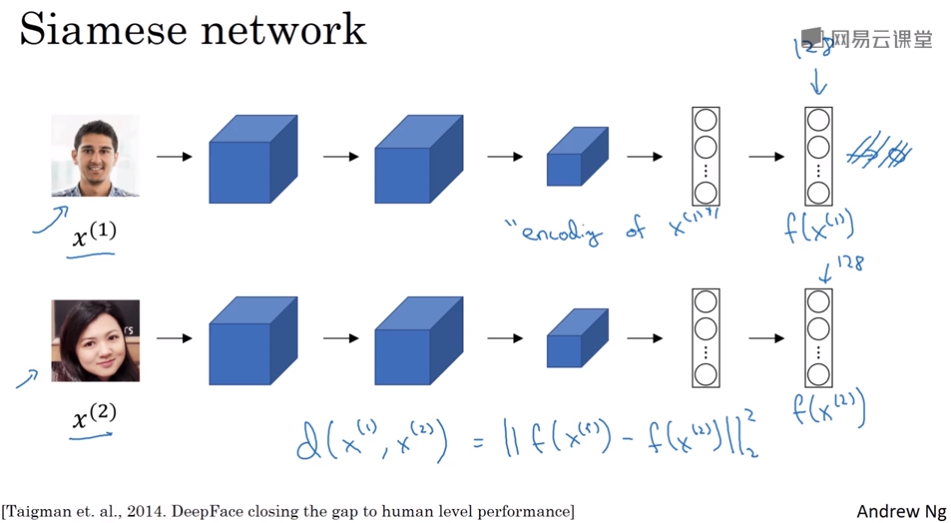 Siamese network
网易云课堂
128
x^(1)
"encoding of x^(1)"
f(x^(1))
128
rs
x^(2)
f(x^(2))
d(x^(1), x^(2)) = || f(x^(1)) - f(x^(2)) ||_2^2
[Taigman et. al., 2014. DeepFace closing the gap to human level performance]
Andrew Ng